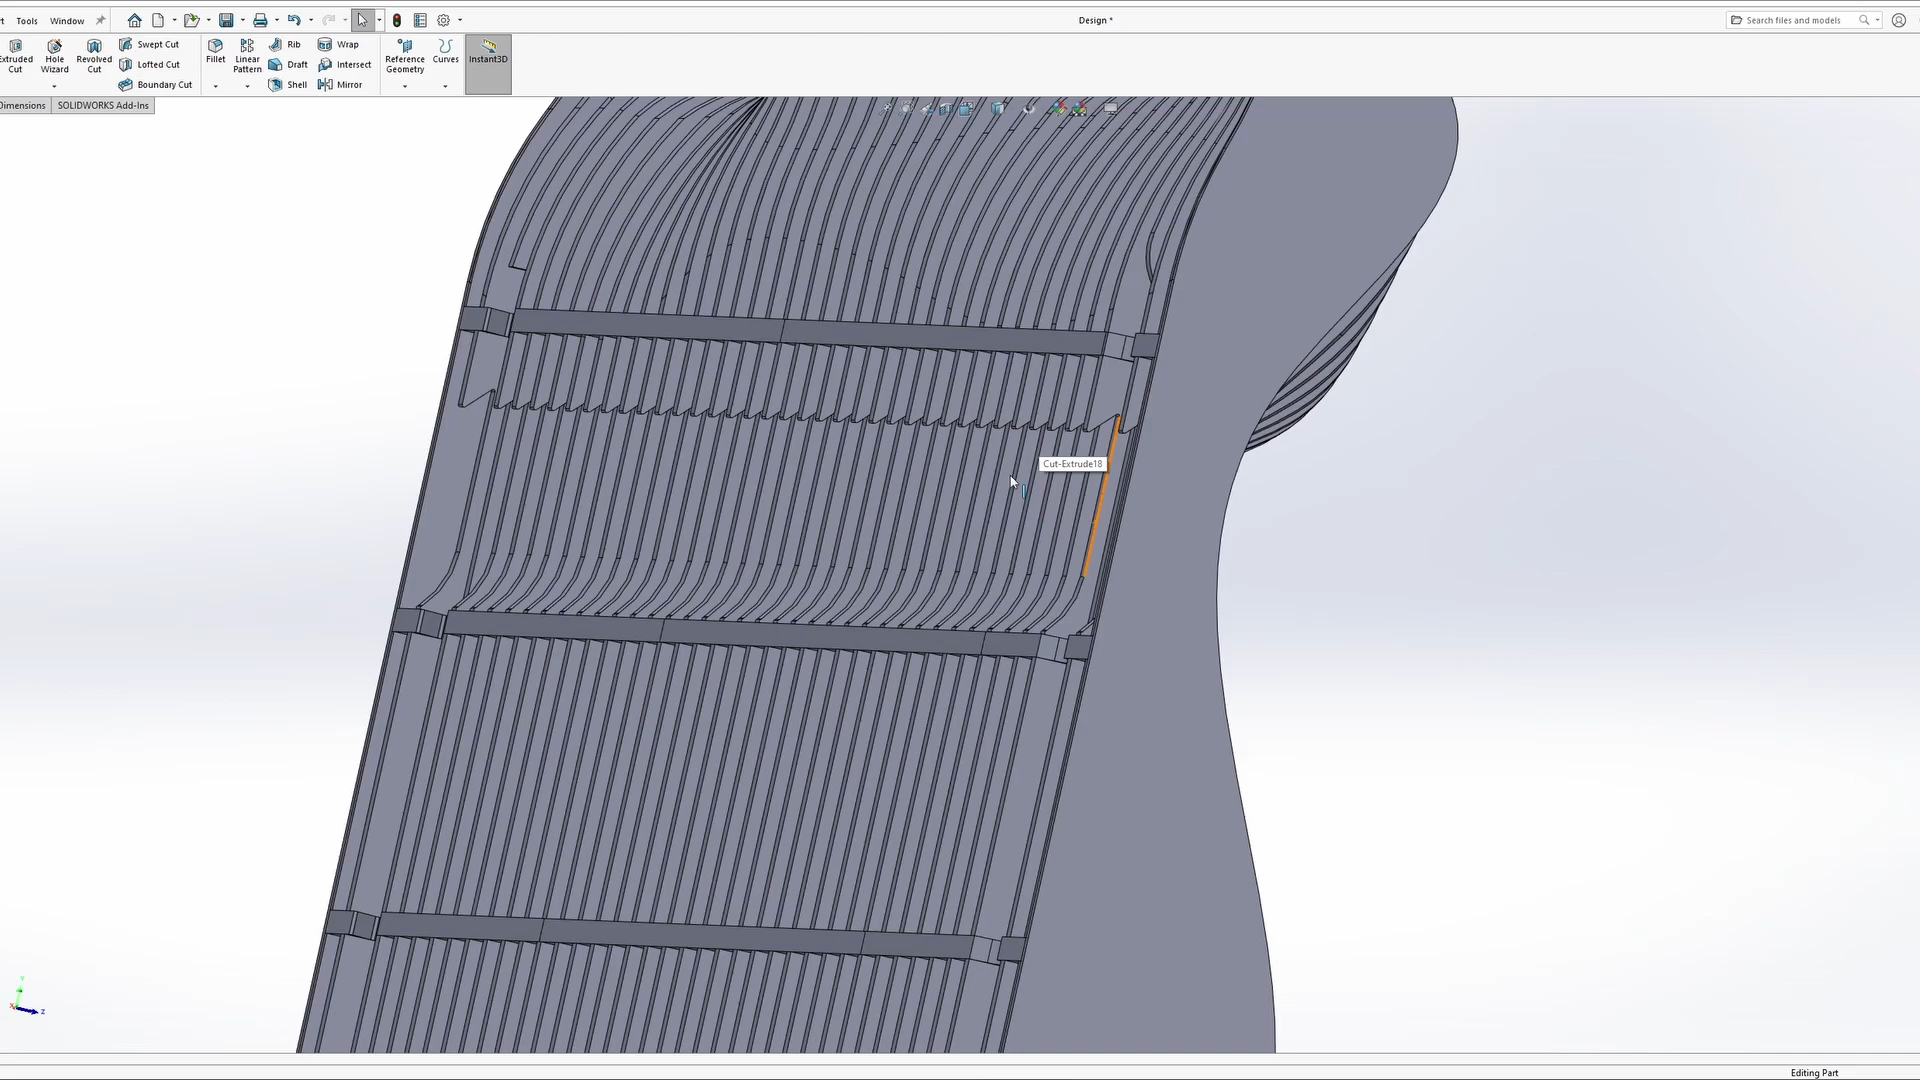 rt Tools Window
Design *
Search files and models
Extruded Cut
Hole Wizard
Revolved Cut
Swept Cut
Lofted Cut
Boundary Cut
Fillet
Linear Pattern
Rib
Draft
Shell
Wrap
Intersect
Mirror
Reference Geometry
Curves
Instant3D
Dimensions
SOLIDWORKS Add-Ins
Cut-Extrude18
Y
X
Z
Editing Part